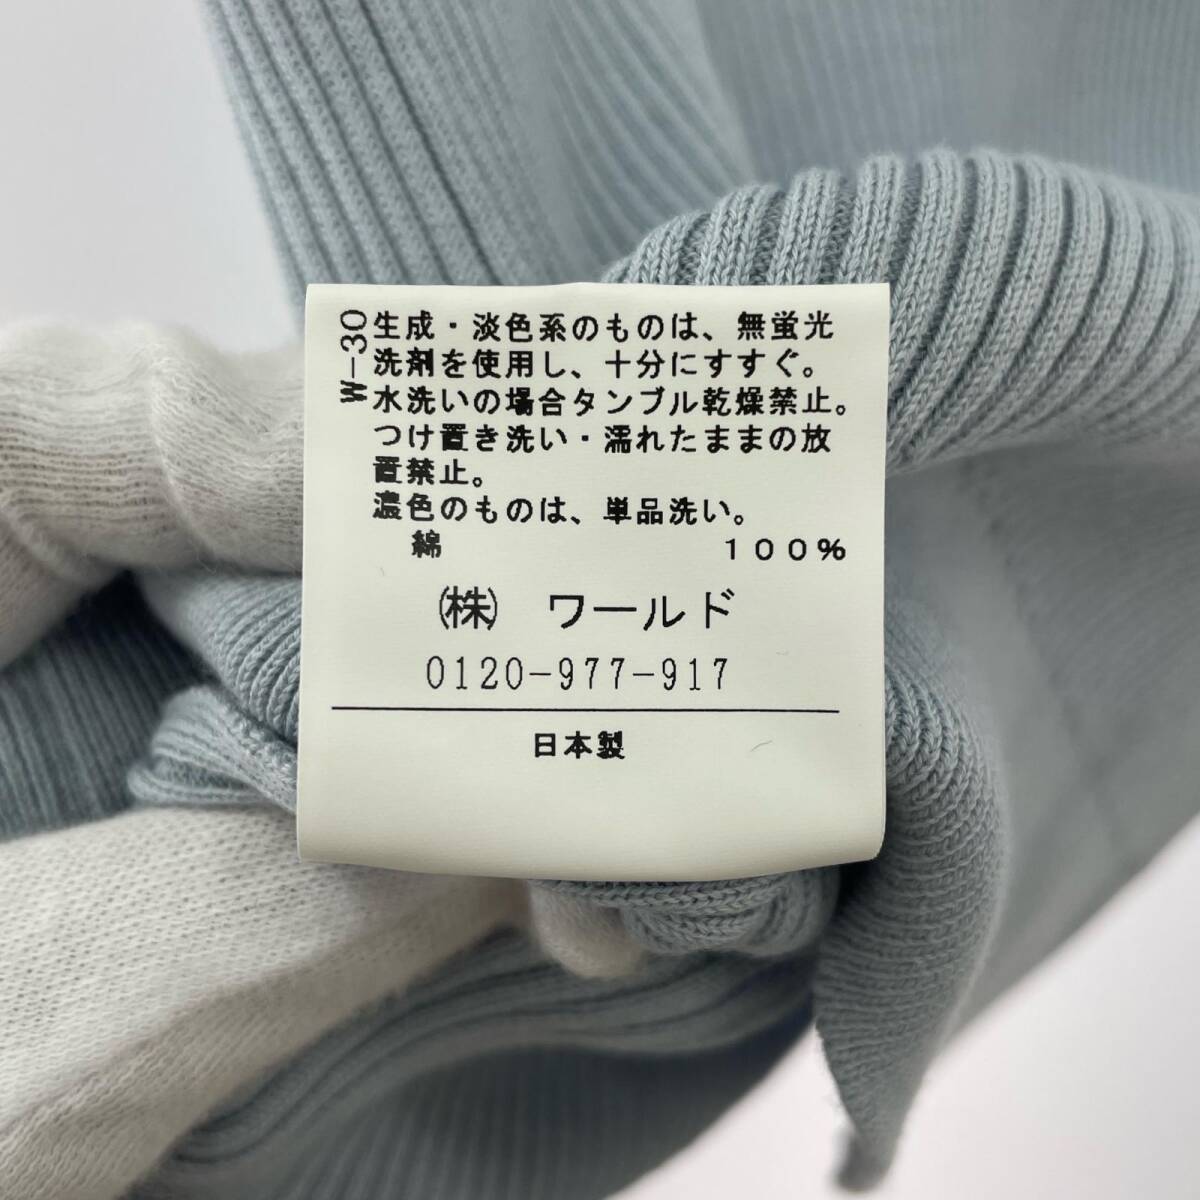 W-30
生成・淡色系のものは、無蛍光
洗剤を使用し、十分にすすぐ。
水洗いの場合タンブル乾燥禁止。
つけ置き洗い・濡れたままの放
置禁止。
濃色のものは、単品洗い。
綿 100%
㈱ ワールド
0120-977-917
日本製